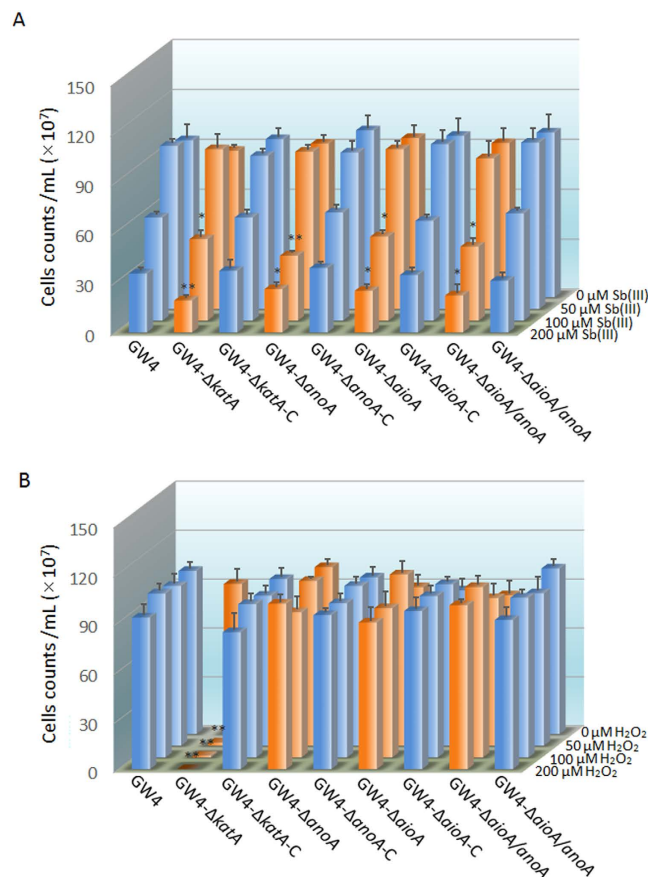 A
Cells counts /mL (×10⁷)
150
120
90
60
30
0
** * * ** * * * *
0 μM Sb(III)
50 μM Sb(III)
100 μM Sb(III)
200 μM Sb(III)
GW4
GW4-ΔkatA
GW4-ΔkatA-C
GW4-ΔanoA
GW4-ΔanoA-C
GW4-ΔaioA
GW4-ΔaioA-C
GW4-ΔaioA/anoA
GW4-ΔaioA/anoA
B
Cells counts /mL (×10⁷)
150
120
90
60
30
0
**
**
**
0 μM H₂O₂
50 μM H₂O₂
100 μM H₂O₂
200 μM H₂O₂
GW4
GW4-ΔkatA
GW4-ΔkatA-C
GW4-ΔanoA
GW4-ΔanoA-C
GW4-ΔaioA
GW4-ΔaioA-C
GW4-ΔaioA/anoA
GW4-ΔaioA/anoA